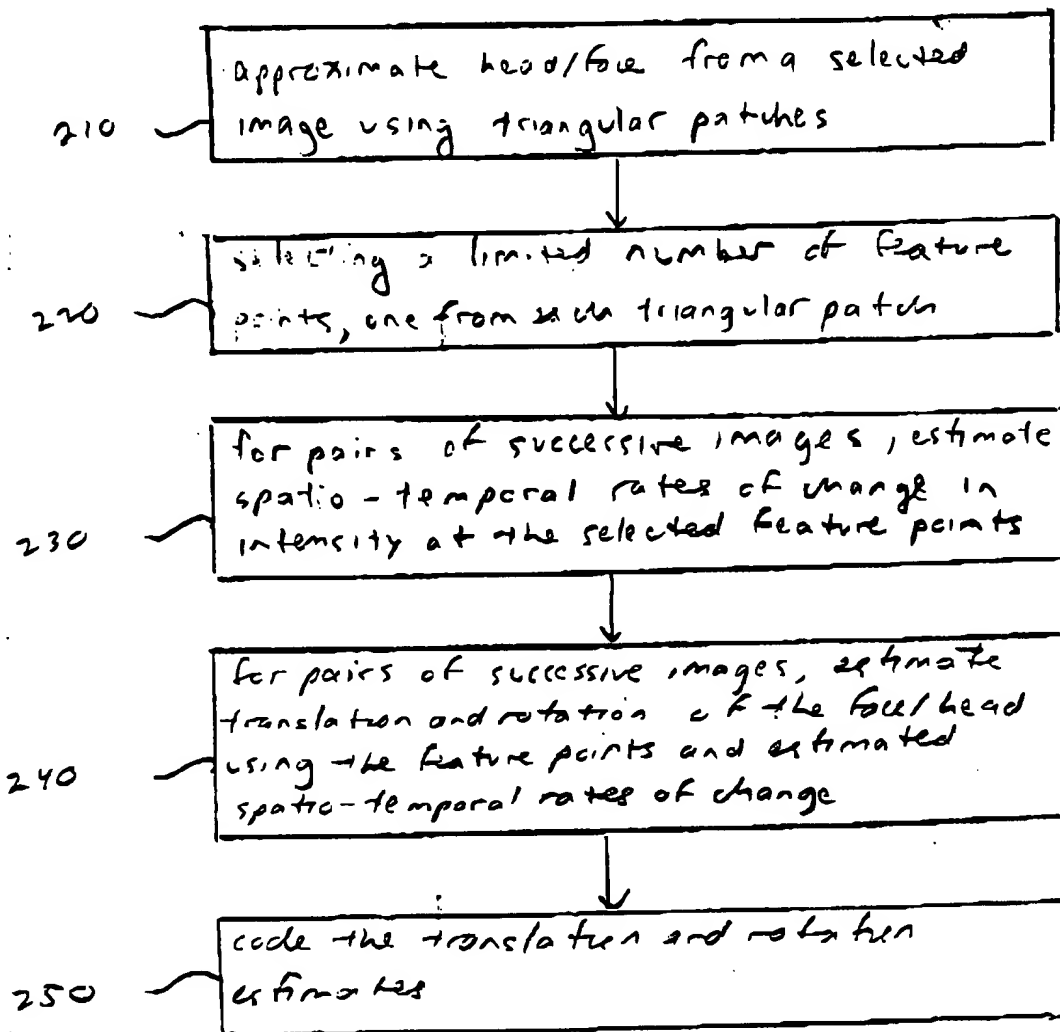 approximate head/face from a selected
image using triangular patches
210
selecting a limited number of feature
points, one from each triangular patch
220
for pairs of successive images, estimate
spatio-temporal rates of change in
intensity at the selected feature points
230
for pairs of successive images, estimate
translation and rotation of the face/head
using the feature points and estimated
spatio-temporal rates of change
240
code the translation and rotation
estimates
250